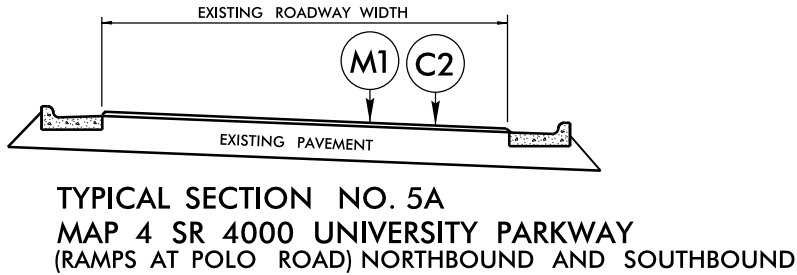 EXISTING ROADWAY WIDTH
M1 C2
EXISTING PAVEMENT
TYPICAL SECTION NO. 5A
MAP 4 SR 4000 UNIVERSITY PARKWAY
(RAMPS AT POLO ROAD) NORTHBOUND AND SOUTHBOUND